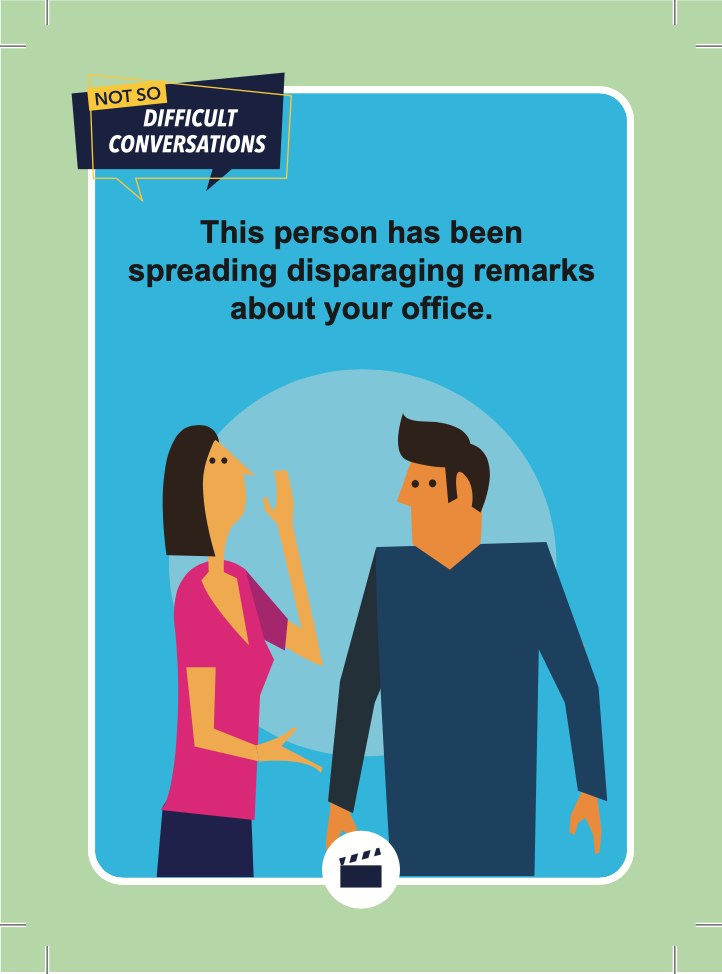 NOT SO
DIFFICULT
CONVERSATIONS
This person has been
spreading disparaging remarks
about your office.